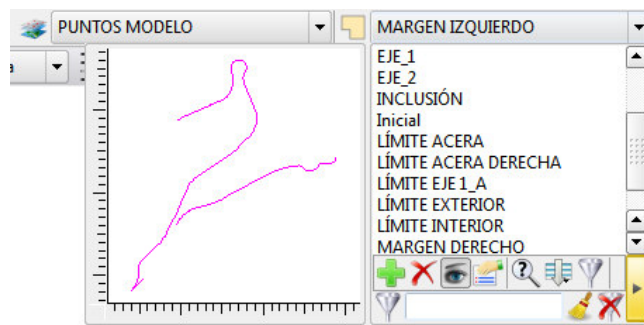 PUNTOS MODELO
MARGEN IZQUIERDO
a
EJE_1
EJE_2
INCLUSIÓN
Inicial
LÍMITE ACERA
LÍMITE ACERA DERECHA
LÍMITE EJE 1_A
LÍMITE EXTERIOR
LÍMITE INTERIOR
MARGEN DERECHO